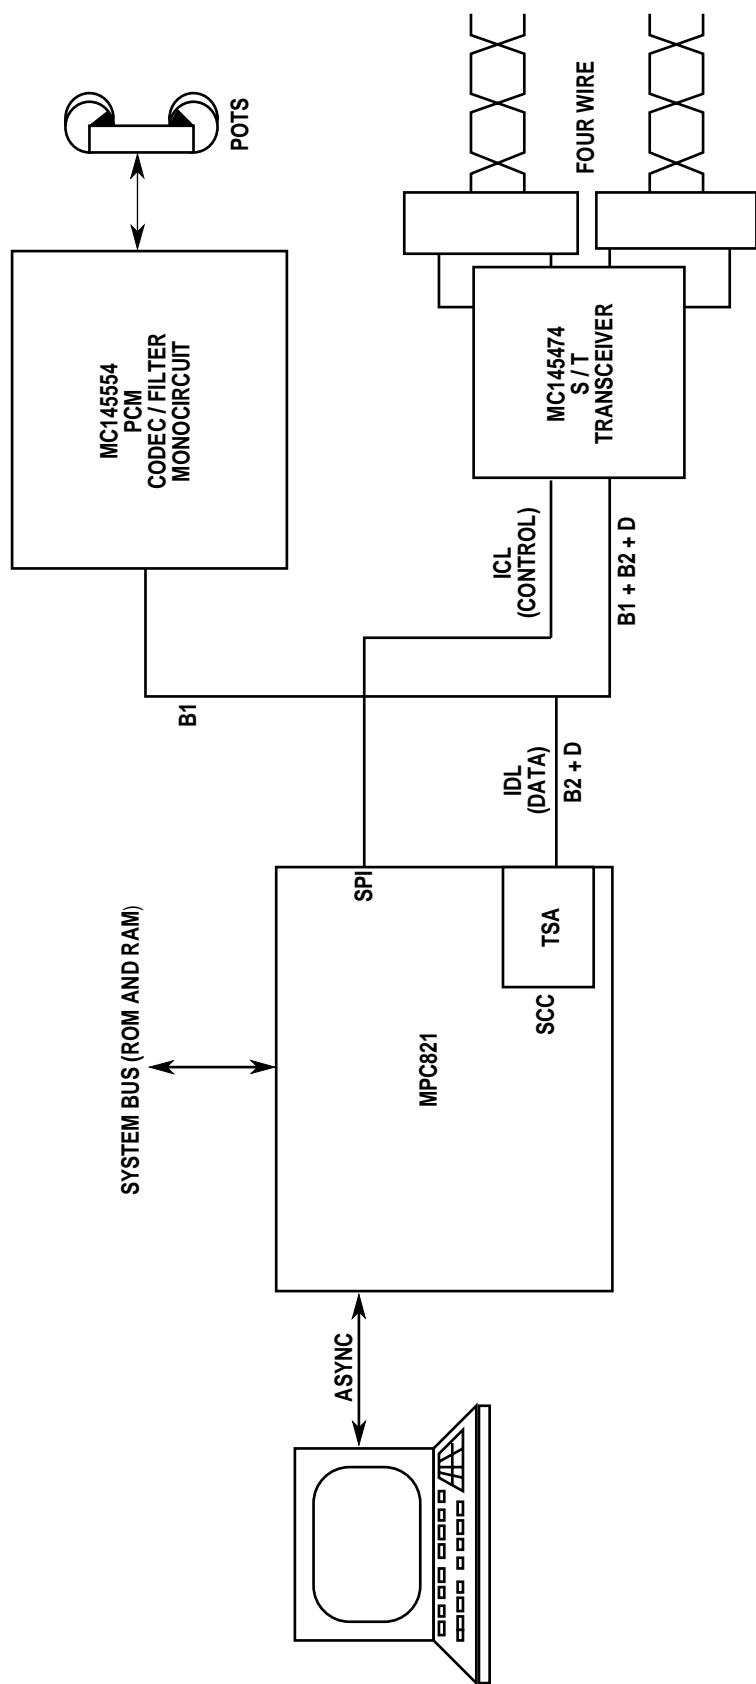 SYSTEM BUS (ROM AND RAM)
ASYNC
MPC821
SPI
SCC
TSA
IDL
(DATA)
B2 + D
B1
ICL
(CONTROL)
B1 + B2 + D
MC145554
PCM
CODEC / FILTER
MONOCIRCUIT
POTS
MC145474
S / T
TRANSCEIVER
FOUR WIRE